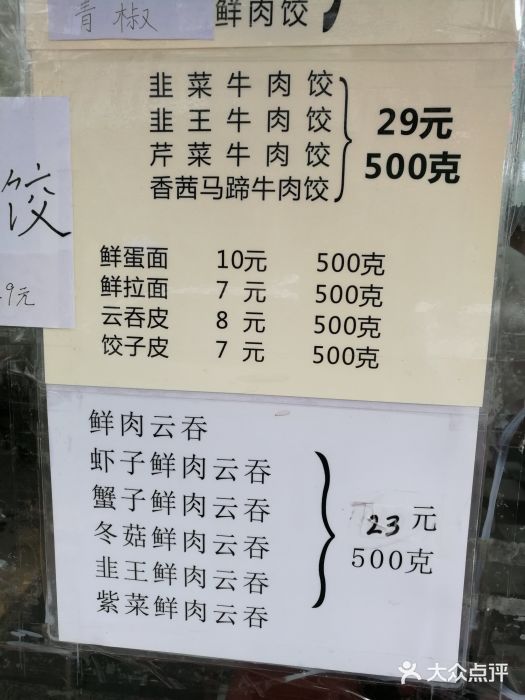 青椒
鲜肉饺
韭菜牛肉饺
韭王牛肉饺
芹菜牛肉饺
香茜马蹄牛肉饺
29元
500克
饺
9元
鲜蛋面 10元 500克
鲜拉面 7元 500克
云吞皮 8元 500克
饺子皮 7元 500克
鲜肉云吞
虾子鲜肉云吞
蟹子鲜肉云吞
冬菇鲜肉云吞
韭王鲜肉云吞
紫菜鲜肉云吞
23元
500克
大众点评